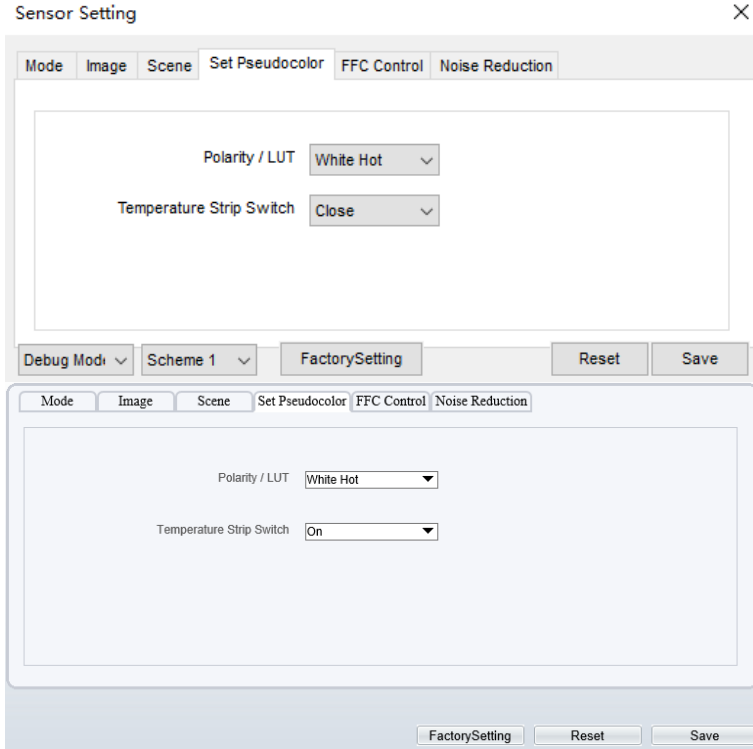 Sensor Setting
Mode Image Scene Set Pseudocolor FFC Control Noise Reduction
Polarity / LUT White Hot
Temperature Strip Switch Close
Debug Mode Scheme 1 FactorySetting Reset Save
Mode Image Scene Set Pseudocolor FFC Control Noise Reduction
Polarity / LUT White Hot
Temperature Strip Switch On
FactorySetting Reset Save